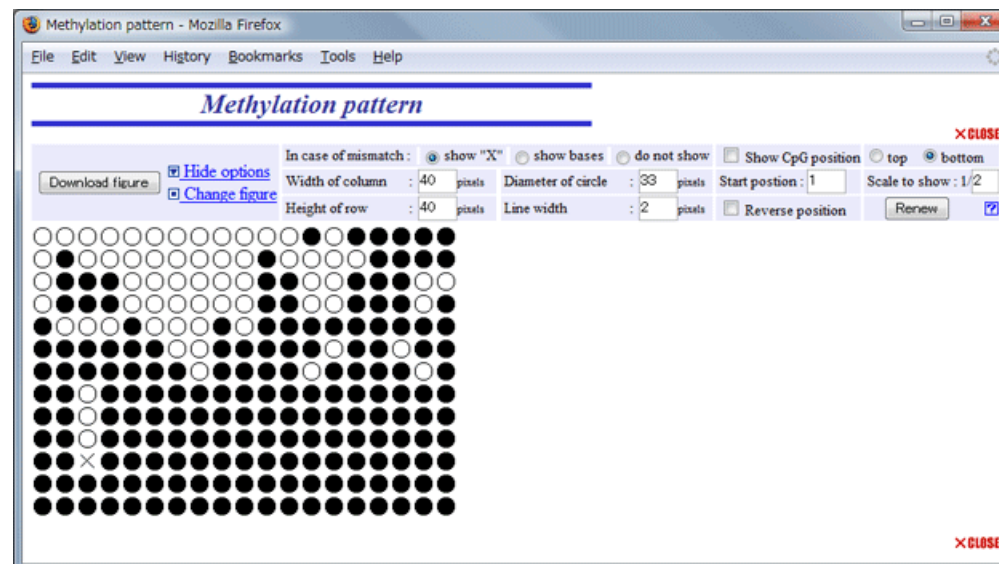 Methylation pattern - Mozilla Firefox
File Edit View History Bookmarks Tools Help
Methylation pattern
×CLOSE
Download figure
Hide options
Change figure
In case of mismatch : show "X" show bases do not show Show CpG position top bottom
Width of column : 40 pixels Diameter of circle : 33 pixels Start postion : 1 Scale to show : 1/2
Height of row : 40 pixels Line width : 2 pixels Reverse position Renew ?
×CLOSE